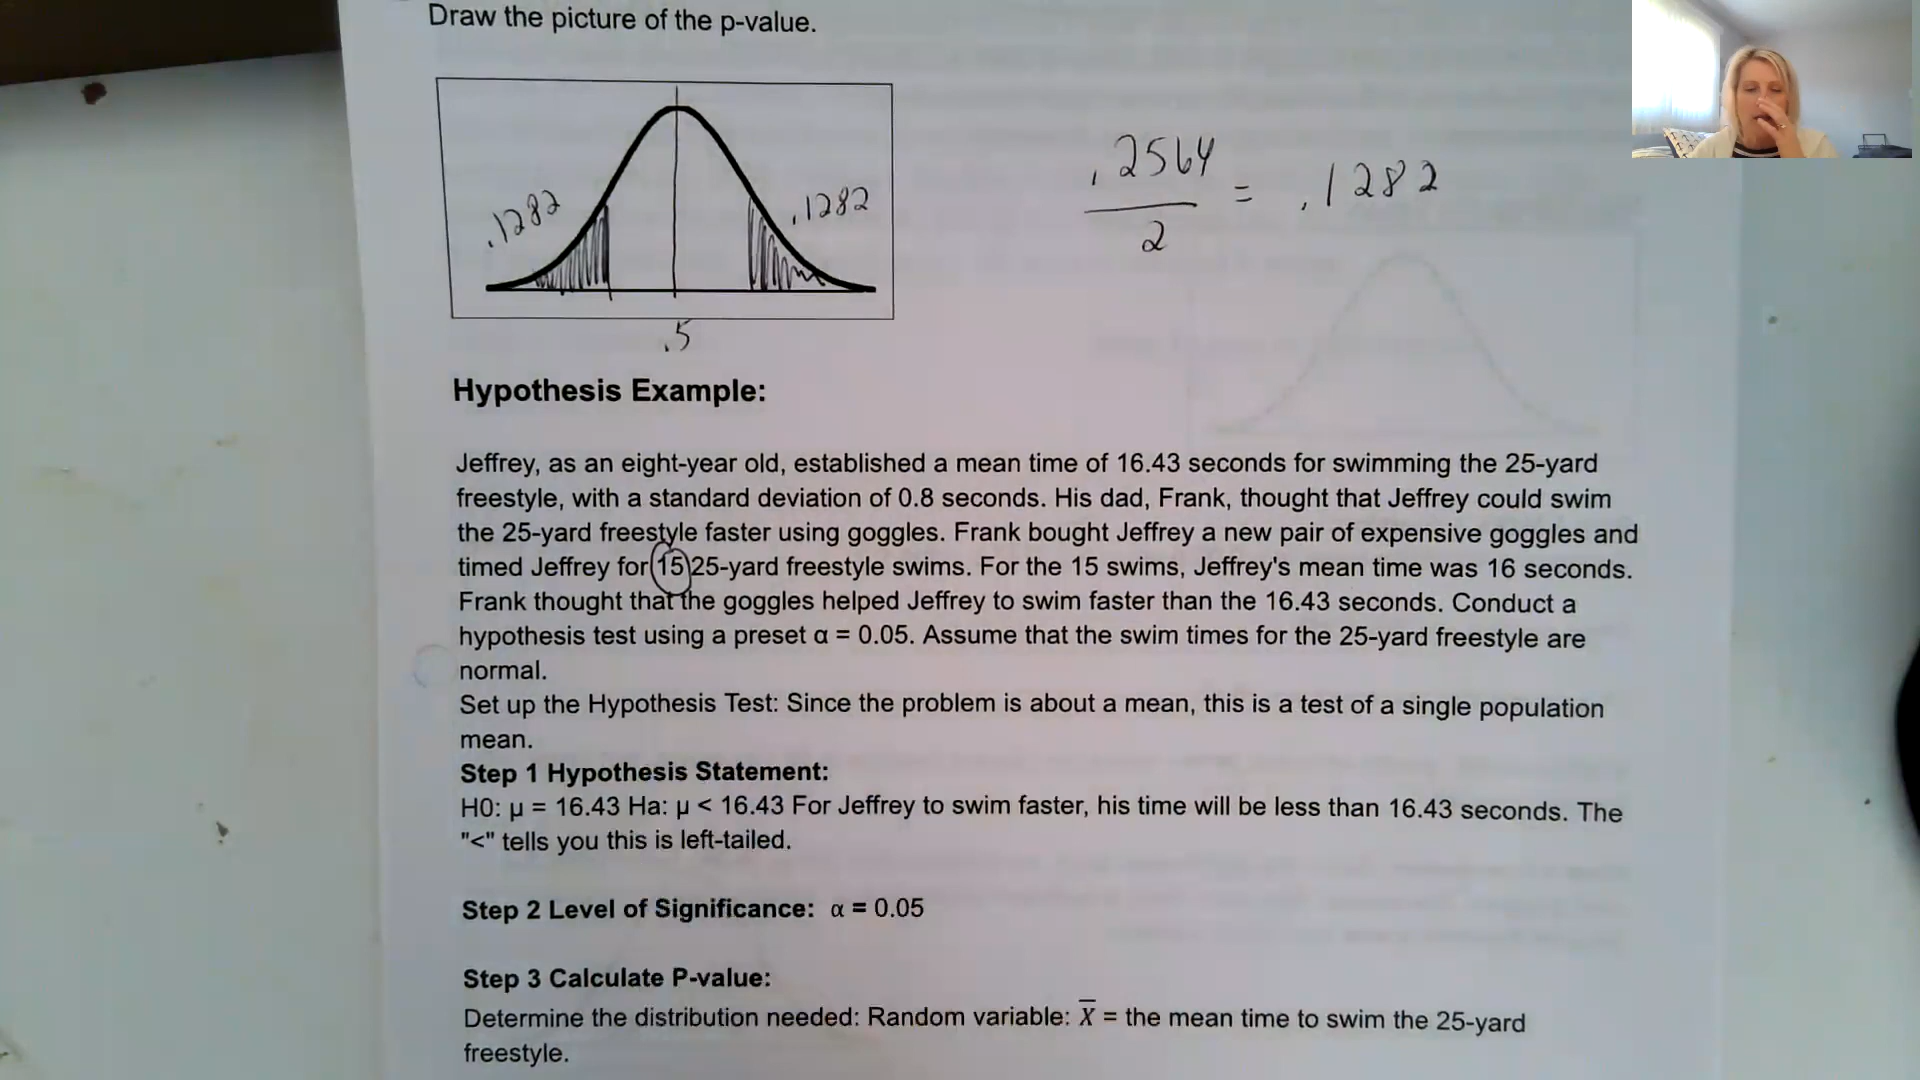 Draw the picture of the p-value.
.2564
2
= .1282
.1282
.1282
.5
Hypothesis Example:
Jeffrey, as an eight-year old, established a mean time of 16.43 seconds for swimming the 25-yard
freestyle, with a standard deviation of 0.8 seconds. His dad, Frank, thought that Jeffrey could swim
the 25-yard freestyle faster using goggles. Frank bought Jeffrey a new pair of expensive goggles and
timed Jeffrey for 15 25-yard freestyle swims. For the 15 swims, Jeffrey's mean time was 16 seconds.
Frank thought that the goggles helped Jeffrey to swim faster than the 16.43 seconds. Conduct a
hypothesis test using a preset α = 0.05. Assume that the swim times for the 25-yard freestyle are
normal.
Set up the Hypothesis Test: Since the problem is about a mean, this is a test of a single population
mean.
Step 1 Hypothesis Statement:
H0: μ = 16.43 Ha: μ < 16.43 For Jeffrey to swim faster, his time will be less than 16.43 seconds. The
"<" tells you this is left-tailed.
Step 2 Level of Significance: α = 0.05
Step 3 Calculate P-value:
Determine the distribution needed: Random variable: X̅ = the mean time to swim the 25-yard
freestyle.